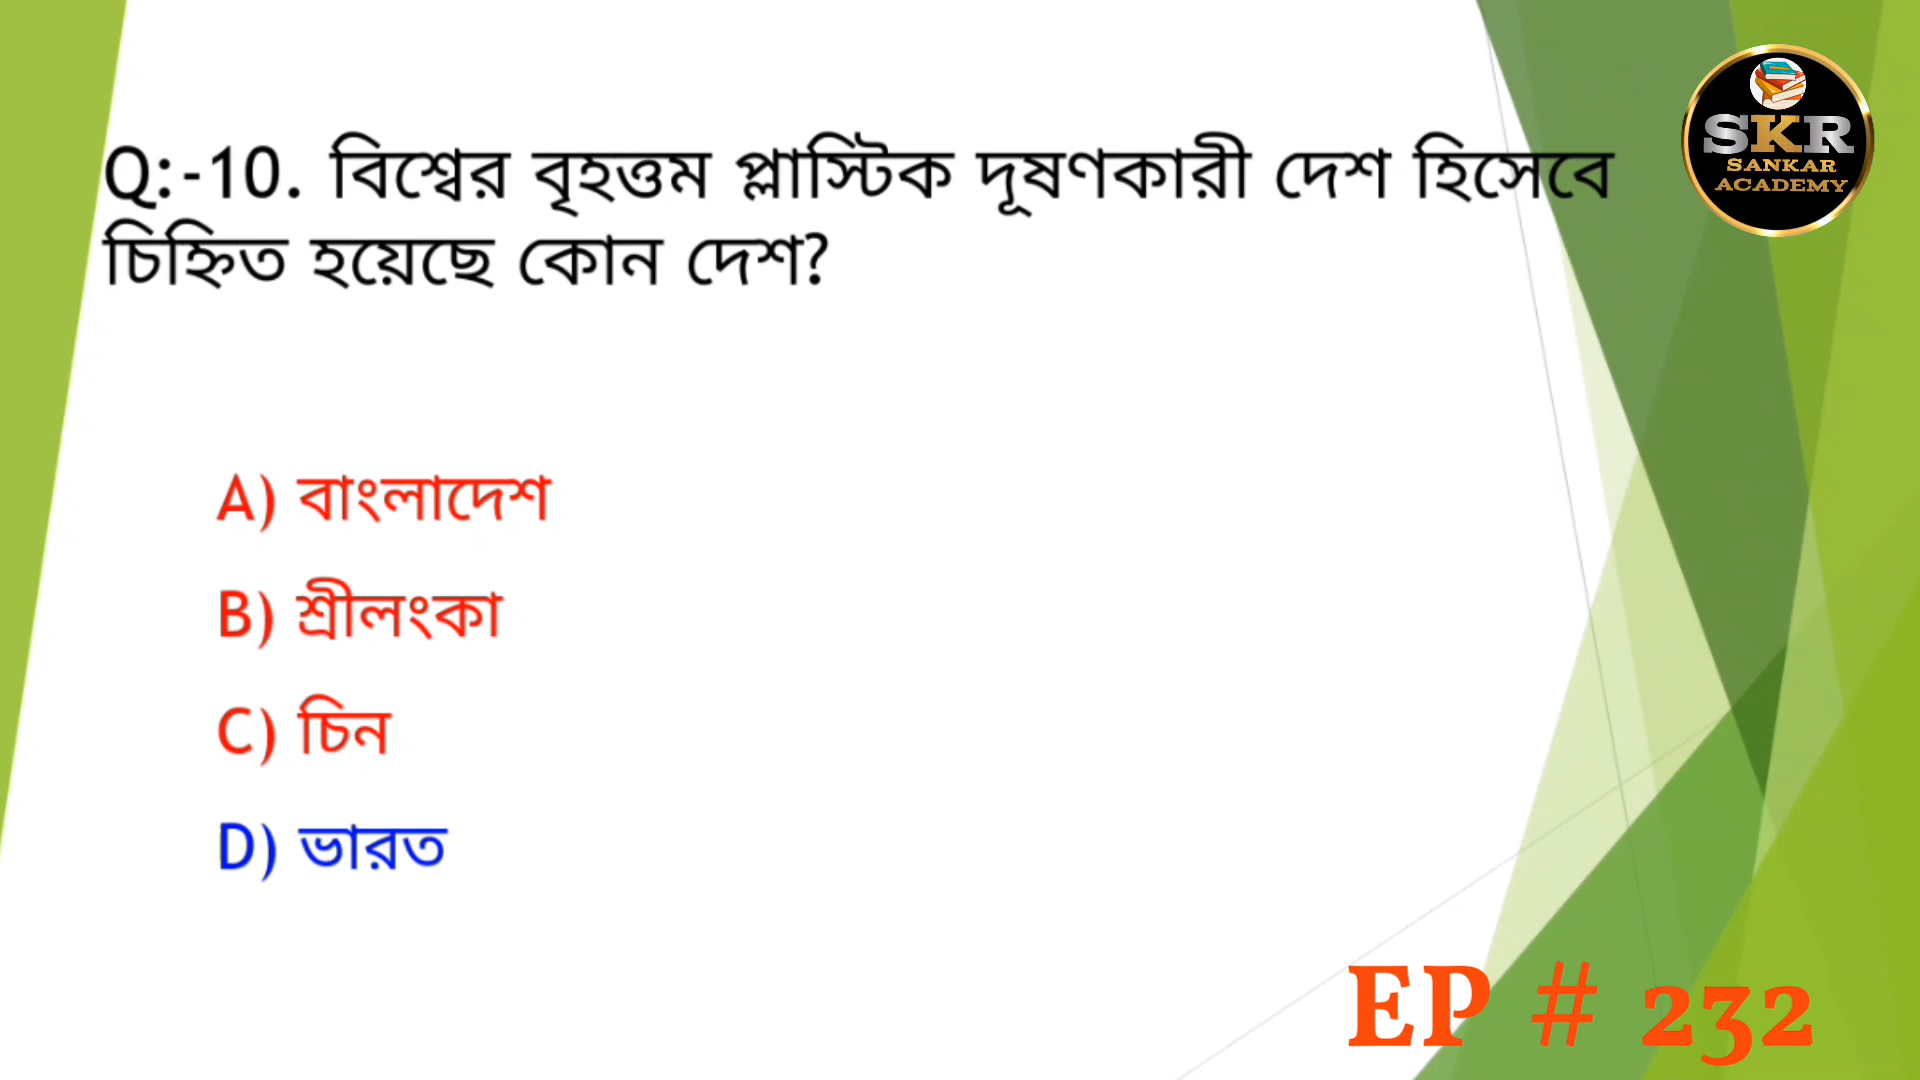 SKR
SANKAR
ACADEMY
Q:-10. বিশ্বের বৃহত্তম প্লাস্টিক দূষণকারী দেশ হিসেবে
চিহ্নিত হয়েছে কোন দেশ?
A) বাংলাদেশ
B) শ্রীলংকা
C) চিন
D) ভারত
EP # 232